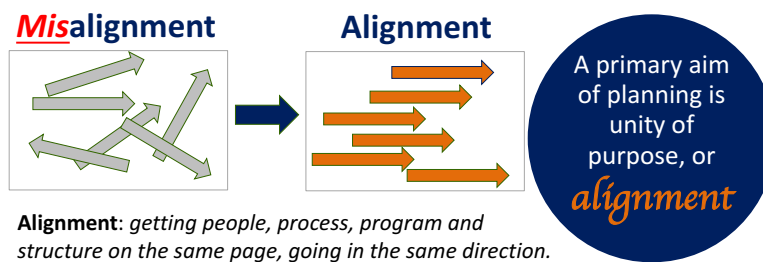 Misalignment
Alignment
A primary aim
of planning is
unity of
purpose, or
alignment
Alignment: getting people, process, program and
structure on the same page, going in the same direction.